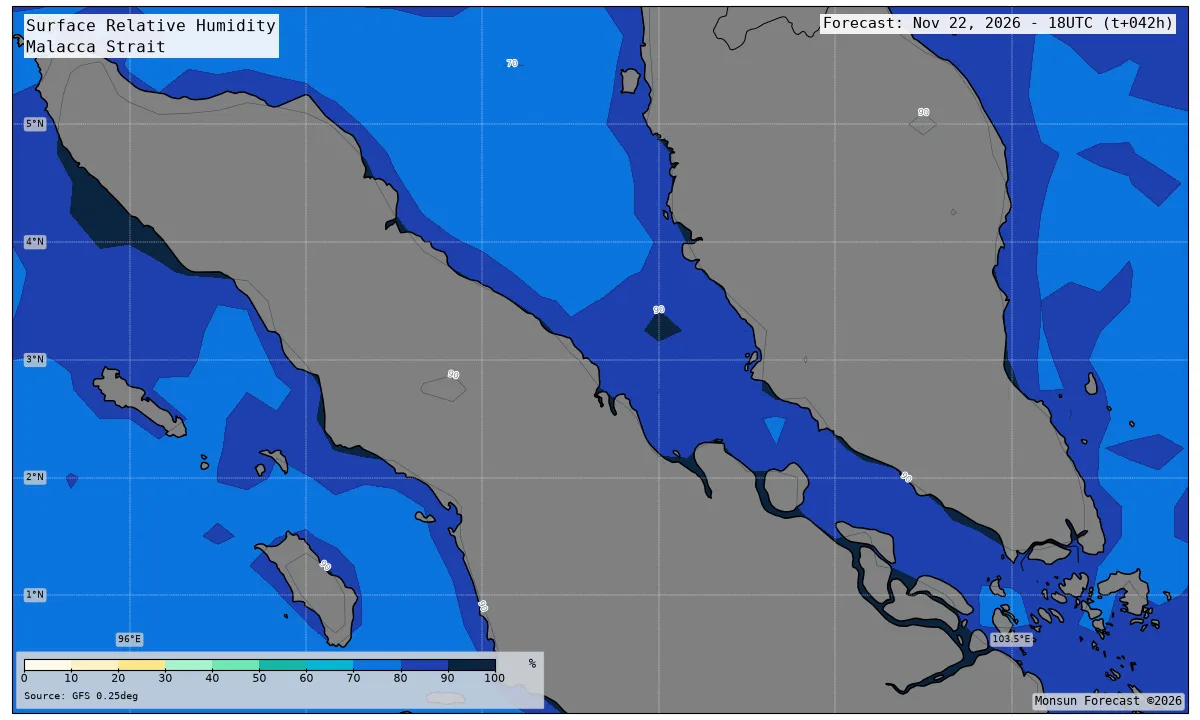 Surface Relative Humidity
Malacca Strait
Forecast: Nov 22, 2026 - 18UTC (t+042h)
70
90
5°N
4°N
90
3°N
90
2°N
90
90
1°N
90
96°E
103.5°E
%
0 10 20 30 40 50 60 70 80 90 100
Source: GFS 0.25deg
Monsun Forecast ©2026